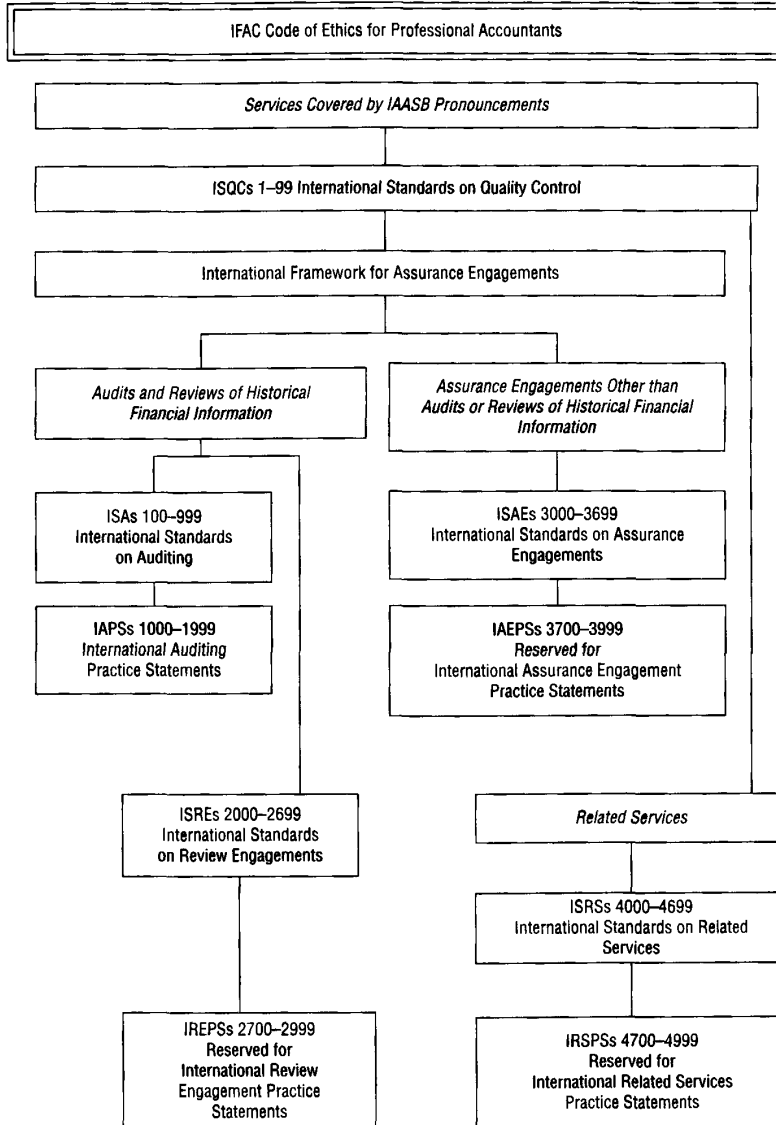 IFAC Code of Ethics for Professional Accountants
Services Covered by IAASB Pronouncements
ISQCs 1–99 International Standards on Quality Control
International Framework for Assurance Engagements
Audits and Reviews of Historical
Financial Information
Assurance Engagements Other than
Audits or Reviews of Historical Financial
Information
ISAs 100–999
International Standards
on Auditing
ISAEs 3000–3699
International Standards on Assurance
Engagements
IAPSs 1000–1999
International Auditing
Practice Statements
IAEPSs 3700–3999
Reserved for
International Assurance Engagement
Practice Statements
ISREs 2000–2699
International Standards
on Review Engagements
Related Services
ISRSs 4000–4699
International Standards on Related
Services
IREPSs 2700–2999
Reserved for
International Review
Engagement Practice
Statements
IRSPSs 4700–4999
Reserved for
International Related Services
Practice Statements